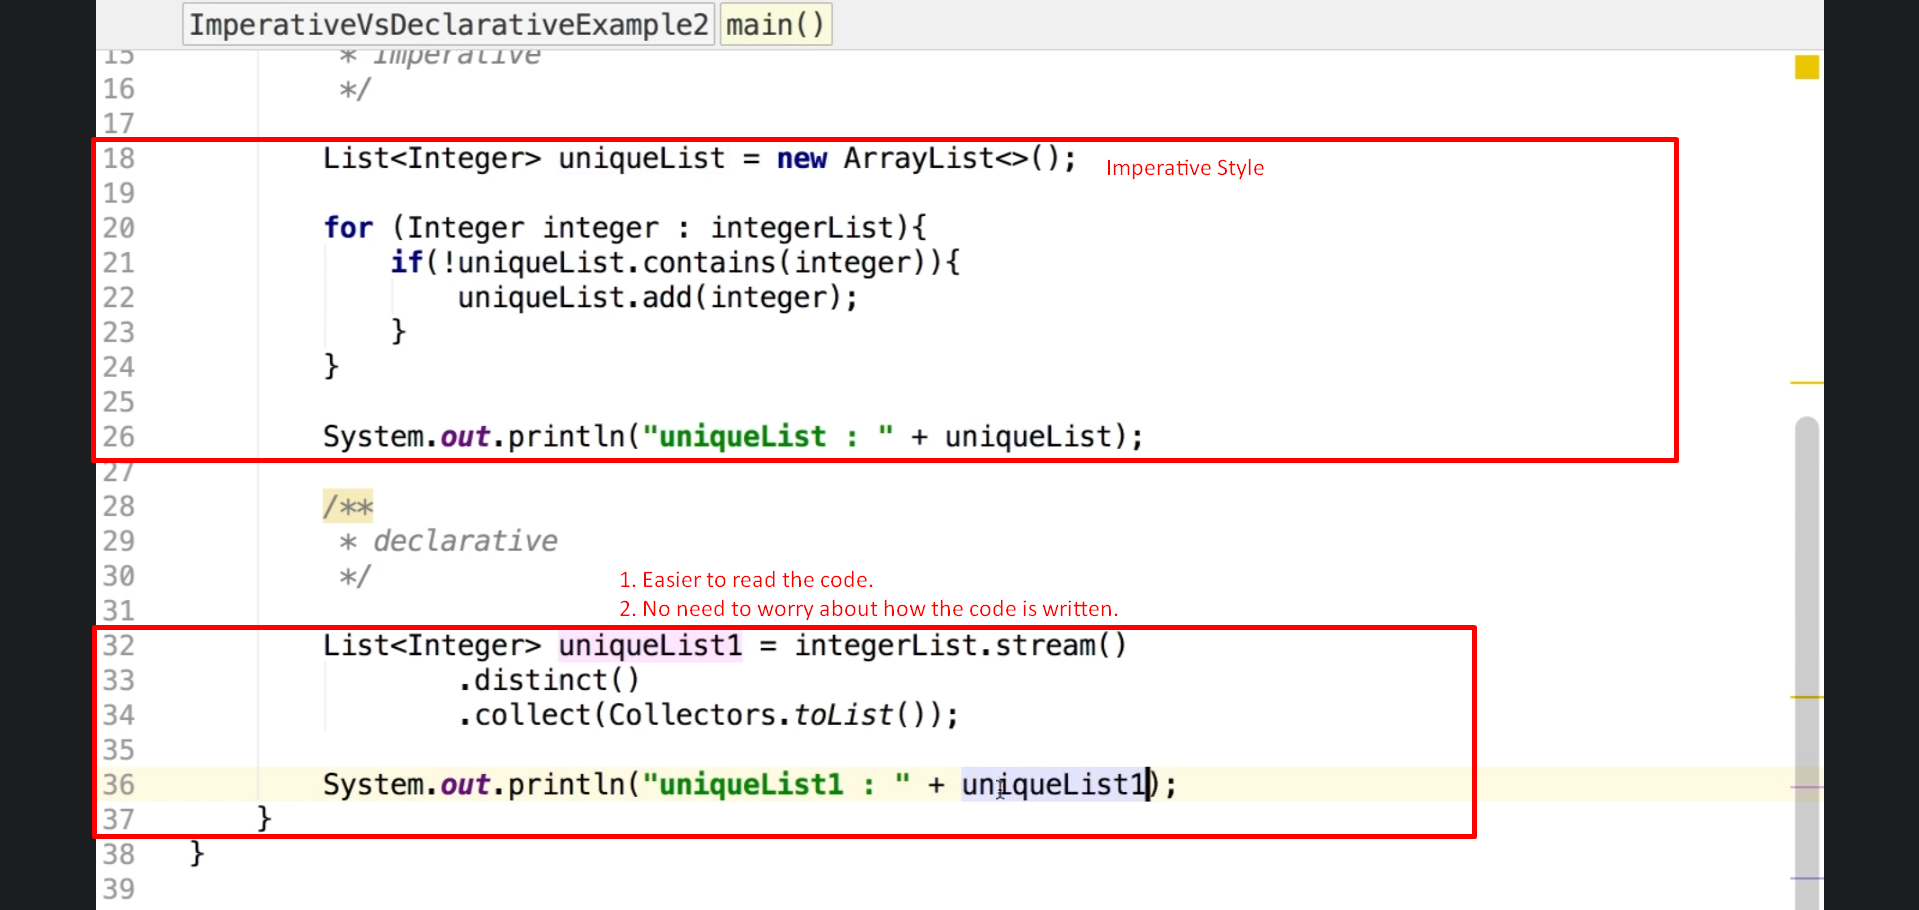 ImperativeVsDeclarativeExample2 main()
15 * imperative
16 */
17
18 List<Integer> uniqueList = new ArrayList<>(); Imperative Style
19
20 for (Integer integer : integerList){
21 if(!uniqueList.contains(integer)){
22 uniqueList.add(integer);
23 }
24 }
25
26 System.out.println("uniqueList : " + uniqueList);
27
28 /**
29 * declarative
30 */
1. Easier to read the code.
2. No need to worry about how the code is written.
31
32 List<Integer> uniqueList1 = integerList.stream()
33 .distinct()
34 .collect(Collectors.toList());
35
36 System.out.println("uniqueList1 : " + uniqueList1);
37 }
38 }
39